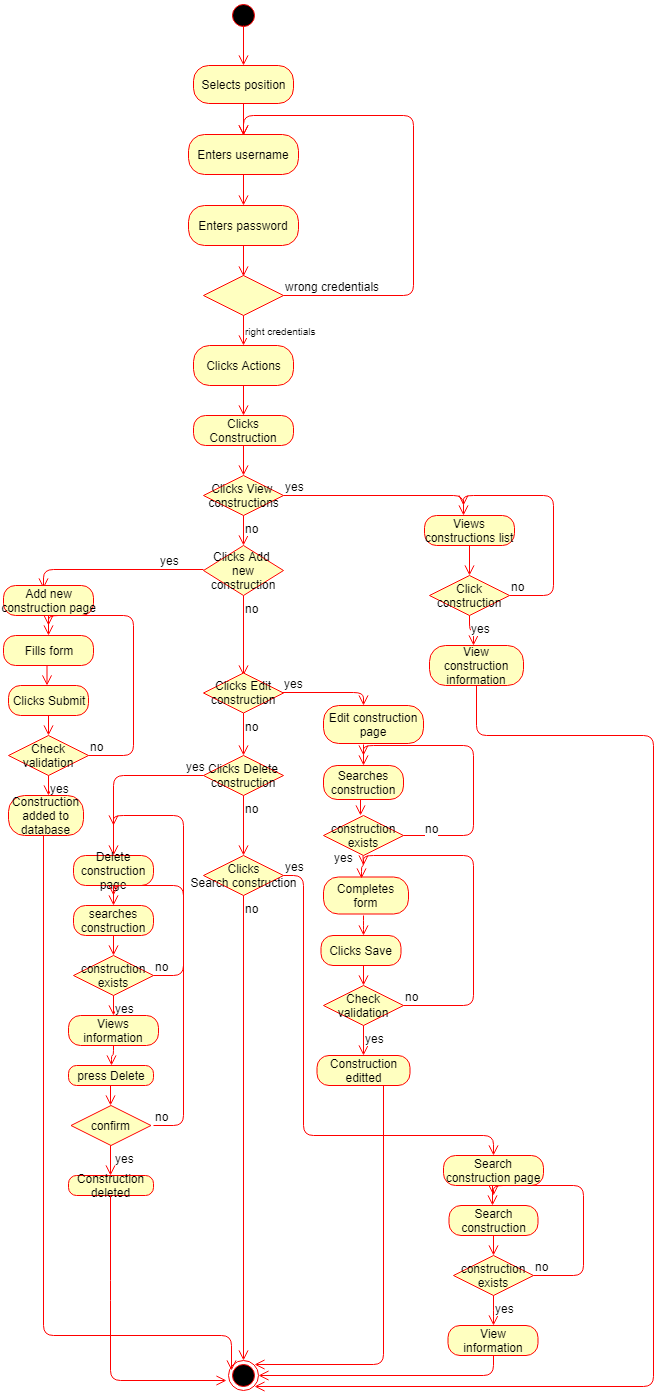 Selects position
Enters username
Enters password
wrong credentials
right credentials
Clicks Actions
Clicks
Construction
Clicks View
constructions
yes
no
Views
constructions list
Click
construction
no
yes
View
construction
information
Clicks Add
new
construction
yes
no
Add new
construction page
Fills form
Clicks Submit
Check
validation
no
yes
Construction
added to
database
Clicks Edit
construction
yes
no
Edit construction
page
Searches
construction
construction
exists
no
yes
Completes
form
Clicks Save
Check
validation
no
yes
Construction
editted
Clicks Delete
construction
yes
no
Delete
construction
page
searches
construction
construction
exists
no
yes
Views
information
press Delete
confirm
no
yes
Construction
deleted
Clicks
Search construction
yes
no
Search
construction page
Search
construction
construction
exists
no
yes
View
information